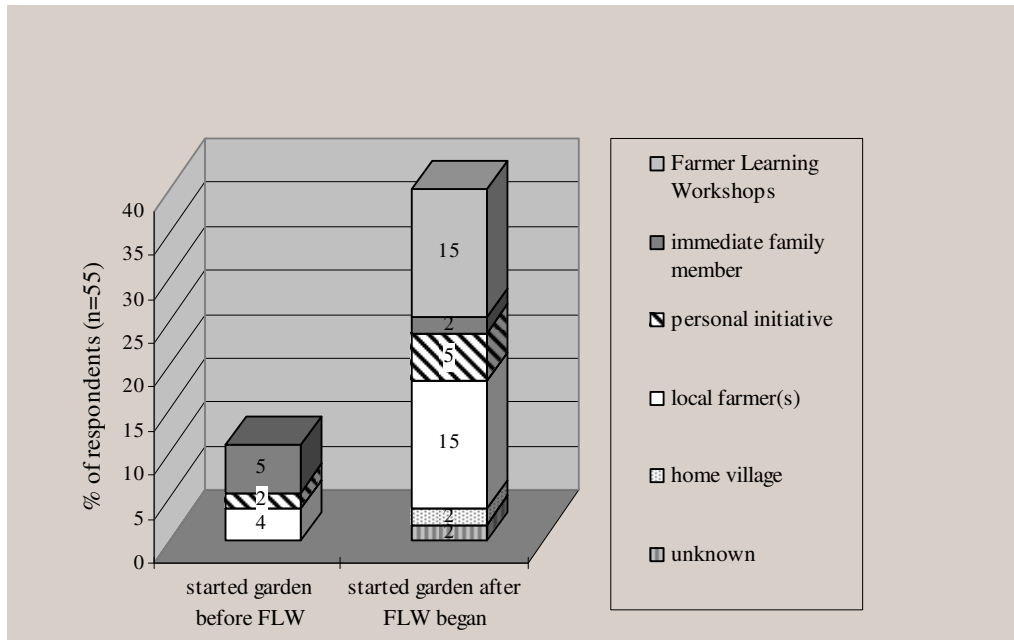 % of respondents (n=55)
40
35
30
25
20
15
10
5
0
5
2
4
15
2
5
15
2
2
started garden
before FLW
started garden after
FLW began
Farmer Learning
Workshops
immediate family
member
personal initiative
local farmer(s)
home village
unknown